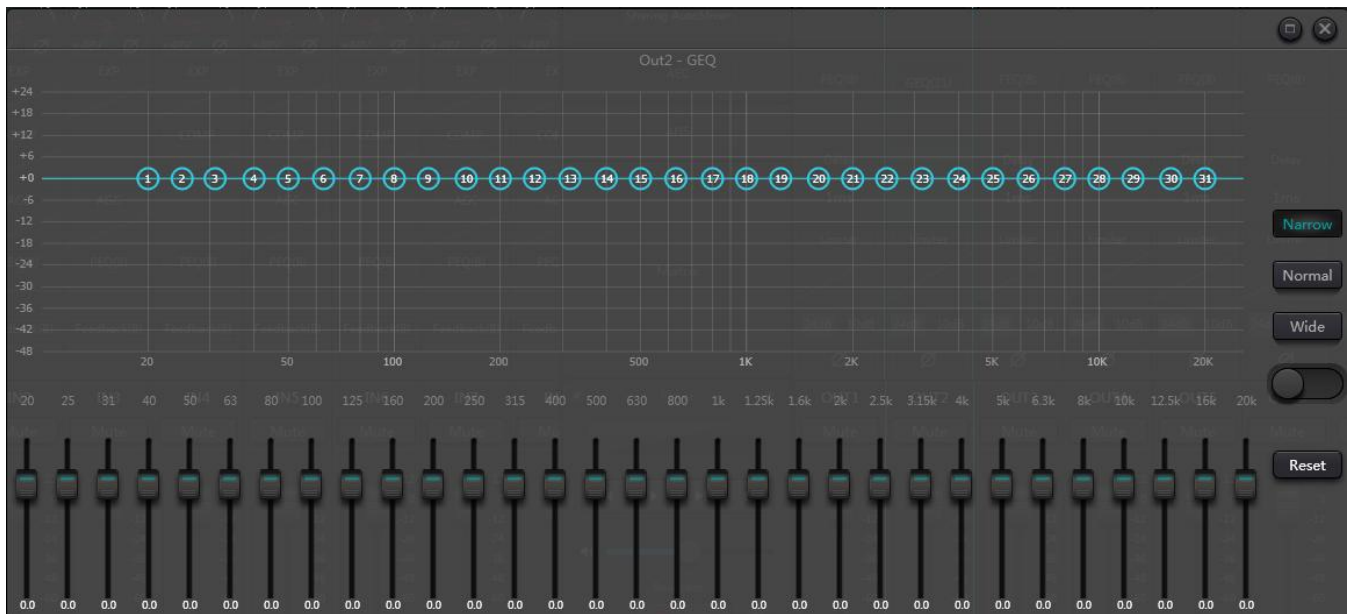 Out2 - GEQ
+24
+18
+12
+6
+0
-6
-12
-18
-24
-30
-36
-42
-48
1 2 3 4 5 6 7 8 9 10 11 12 13 14 15 16 17 18 19 20 21 22 23 24 25 26 27 28 29 30 31
20 50 100 200 500 1K 2K 5K 10K 20K
Narrow
Normal
Wide
20 25 31 40 50 63 80 100 125 160 200 250 315 400 500 630 800 1k 1.25k 1.6k 2k 2.5k 3.15k 4k 5k 6.3k 8k 10k 12.5k 16k 20k
Reset
0.0 0.0 0.0 0.0 0.0 0.0 0.0 0.0 0.0 0.0 0.0 0.0 0.0 0.0 0.0 0.0 0.0 0.0 0.0 0.0 0.0 0.0 0.0 0.0 0.0 0.0 0.0 0.0 0.0 0.0 0.0